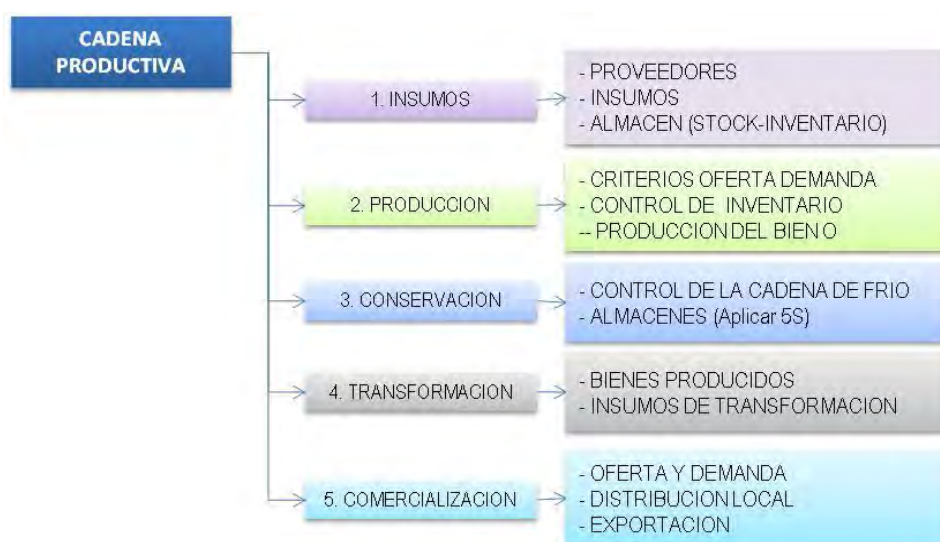 CADENA
PRODUCTIVA
1. INSUMOS
- PROVEEDORES
- INSUMOS
- ALMACEN (STOCK-INVENTARIO)
2. PRODUCCION
- CRITERIOS OFERTA DEMANDA
- CONTROL DE INVENTARIO
-- PRODUCCION DEL BIEN O
3. CONSERVACION
- CONTROL DE LA CADENA DE FRIO
- ALMACENES (Aplicar 5S)
4. TRANSFORMACION
- BIENES PRODUCIDOS
- INSUMOS DE TRANSFORMACION
5. COMERCIALIZACION
- OFERTA Y DEMANDA
- DISTRIBUCION LOCAL
- EXPORTACION